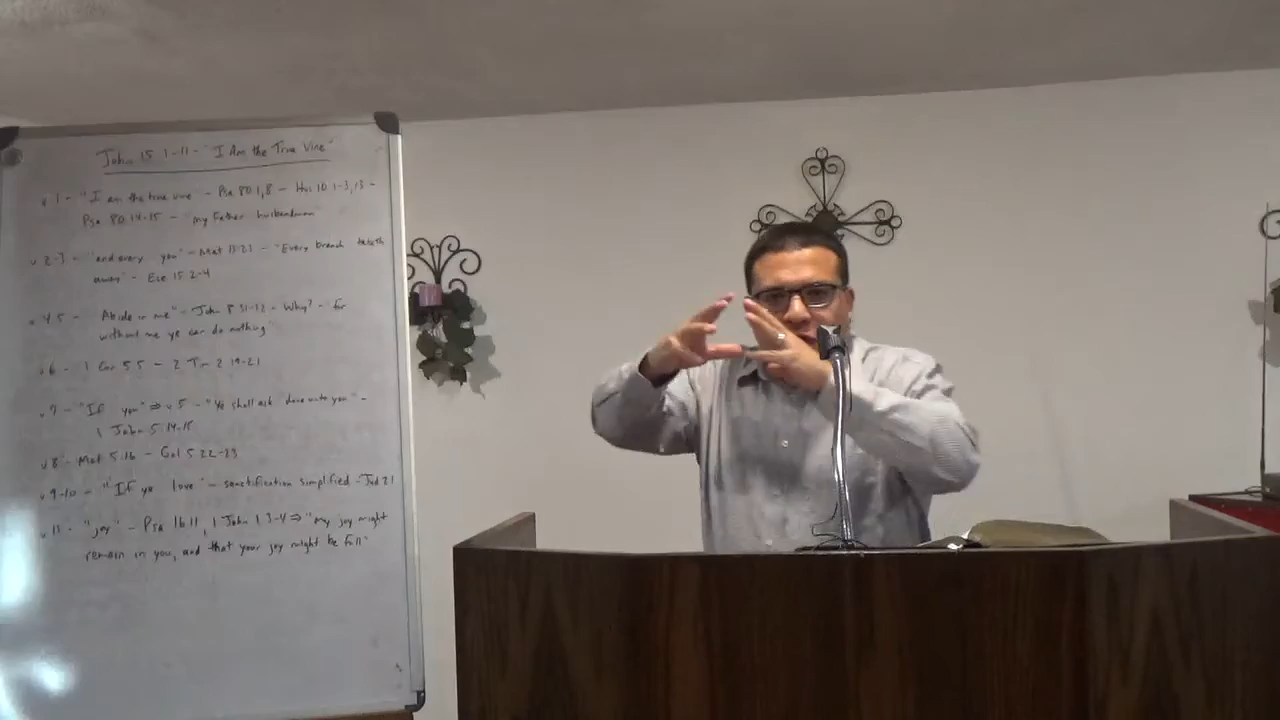 John 15 1-11 - "I Am the True Vine"
v 1 - "I am the true vine" - Psa 80 1,8 - Hos 10 1-3,13 -
Psa 80 14-15 - "my Father husbandman"
v 2-3 - "and every you" - Mat 13:23 - "Every branch taketh
away" - Eze 15 2-4
v 4 5 - Abide in me" - John 8 31-32 - Why? - "for
without me ye can do nothing"
v 6 - 1 Cor 5 5 - 2 Tim 2 19-21
v 7 - "If you" ⇒ v 5 - "Ye shall ask done unto you" -
1 John 5 14-15
v 8 - Mat 5:16 - Gal 5 22-23
v 9-10 - "If ye love" - sanctification simplified - Jud 21
v 11 - "joy" - Psa 16 11, 1 John 1 3-4 ⇒ "my joy might
remain in you, and that your joy might be full"